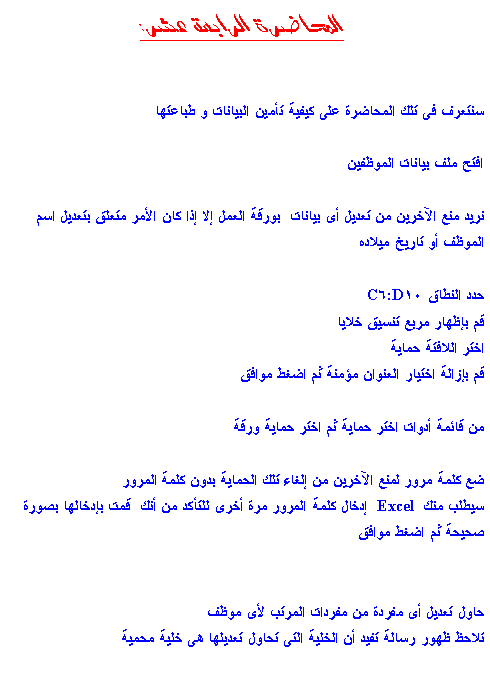 المحاضرة الرابعة عشر:
سنتعرف فى تلك المحاضرة على كيفية تأمين البيانات و طباعتها
افتح ملف بيانات الموظفين
نريد منع الآخرين من تعديل أى بيانات بورقة العمل إلا إذا كان الأمر متعلق بتعديل اسم
الموظف أو تاريخ ميلاده
حدد النطاق C٦:D١٠
قم بإظهار مربع تنسيق خلايا
اختر اللافتة حماية
قم بإزالة اختيار العنوان مؤمنة ثم اضغط موافق
من قائمة أدوات اختر حماية ثم اختر حماية ورقة
ضع كلمة مرور لمنع الآخرين من إلغاء تلك الحماية بدون كلمة المرور
سيطلب منك Excel إدخال كلمة المرور مرة أخرى للتأكد من أنك قمت بإدخالها بصورة
صحيحة ثم اضغط موافق
حاول تعديل أى مفردة من مفردات المرتب لأى موظف
تلاحظ ظهور رسالة تفيد أن الخلية التى تحاول تعديلها هى خلية محمية